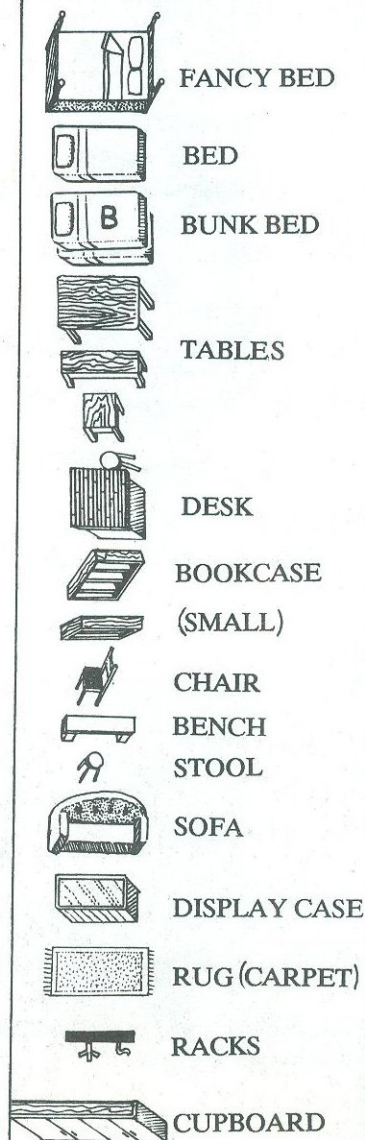 FANCY BED
BED
B
BUNK BED
TABLES
DESK
BOOKCASE
(SMALL)
CHAIR
BENCH
STOOL
SOFA
DISPLAY CASE
RUG (CARPET)
RACKS
CUPBOARD